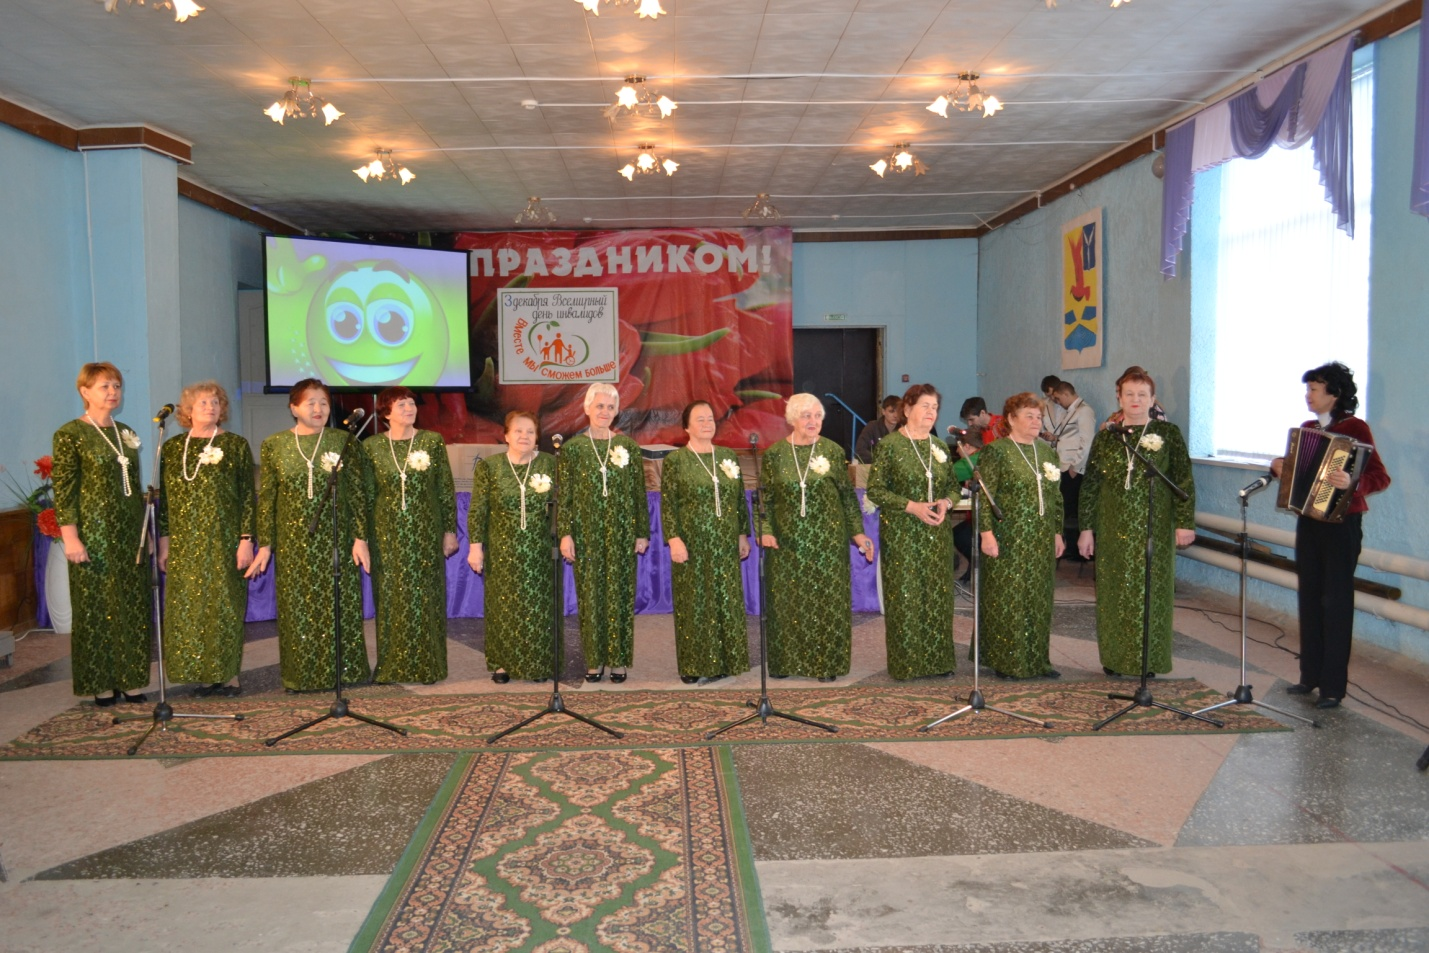 ПРАЗДНИКОМ!
3 декабря Всемирный
день инвалидов
Вместе мы сможем больше